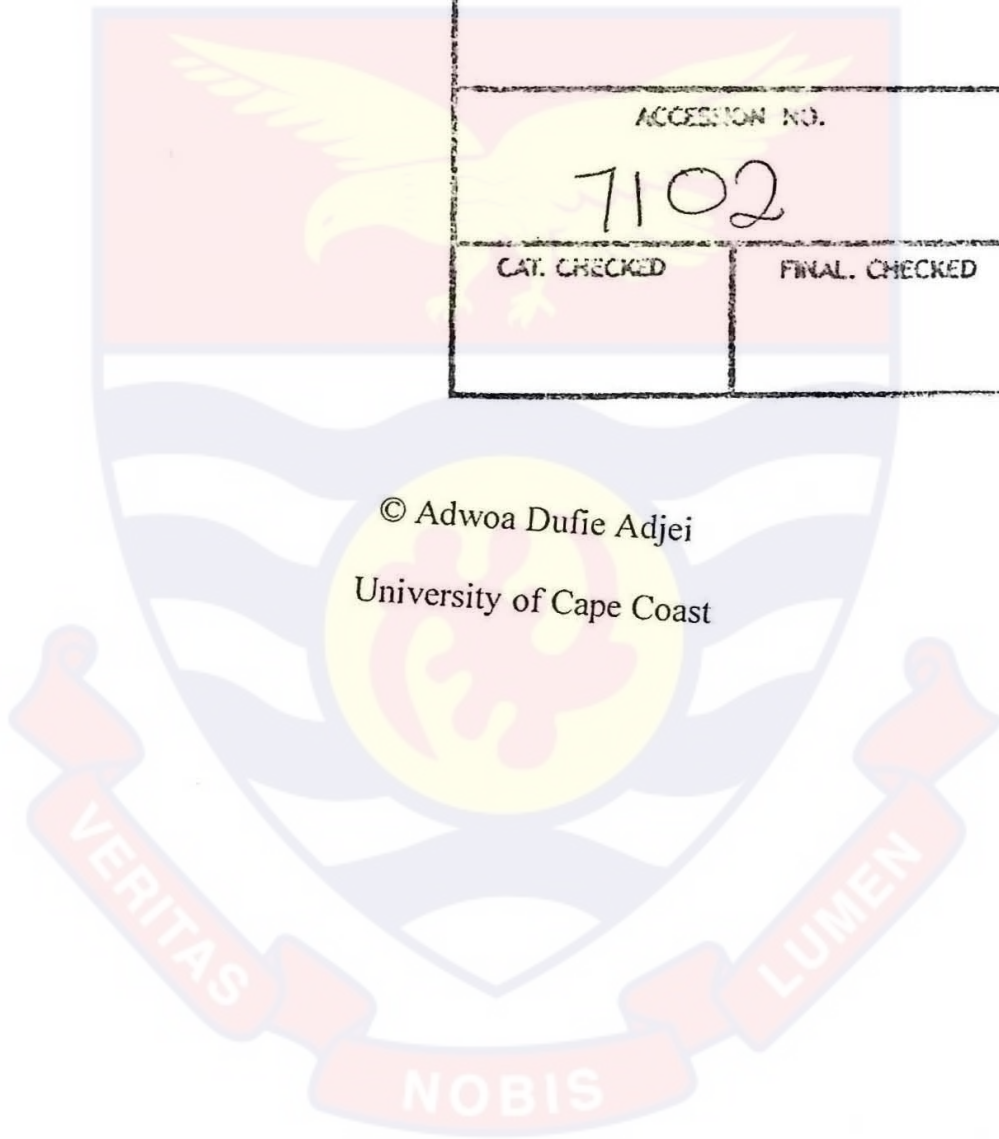 ACCESSION NO.
7102
CAT. CHECKED
FINAL. CHECKED
© Adwoa Dufie Adjei
University of Cape Coast
VERITAS
LUMEN
NOBIS